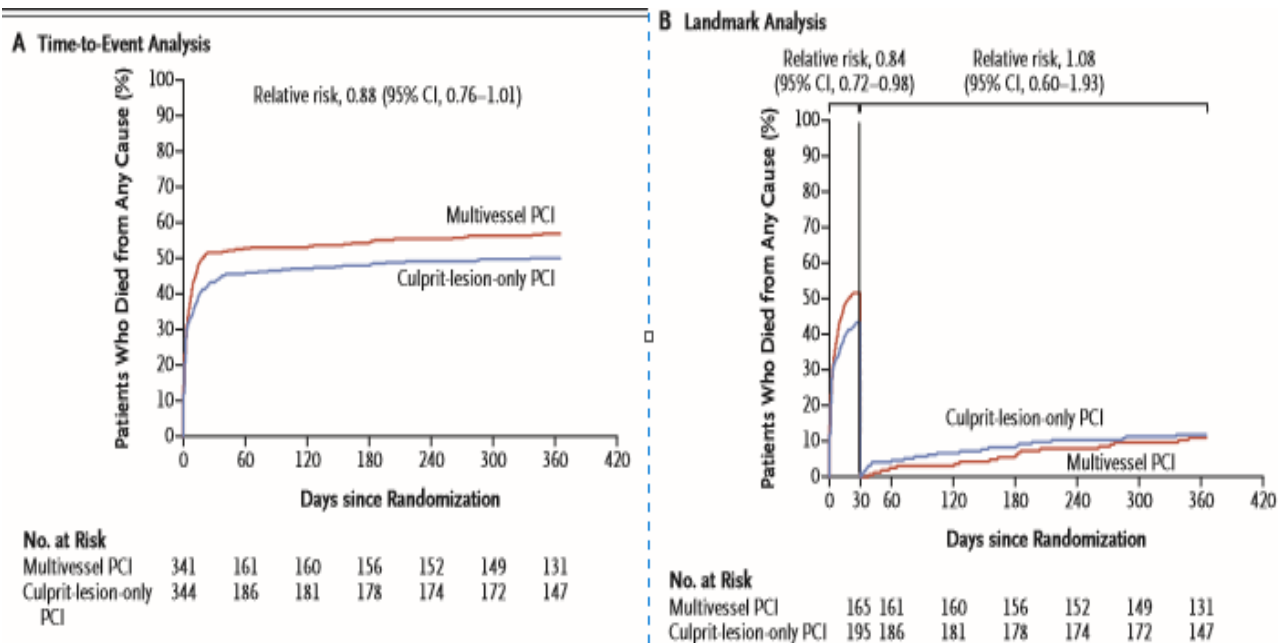 A Time-to-Event Analysis
Patients Who Died from Any Cause (%)
100
90
80
70
60
50
40
30
20
10
0
Relative risk, 0.88 (95% CI, 0.76–1.01)
Multivessel PCI
Culprit-lesion-only PCI
0 60 120 180 240 300 360 420
Days since Randomization
No. at Risk
Multivessel PCI 341 161 160 156 152 149 131
Culprit-lesion-only 344 186 181 178 174 172 147
PCI
B Landmark Analysis
Relative risk, 0.84
(95% CI, 0.72–0.98)
Relative risk, 1.08
(95% CI, 0.60–1.93)
Patients Who Died from Any Cause (%)
100
90
80
70
60
50
40
30
20
10
0
Culprit-lesion-only PCI
Multivessel PCI
0 30 60 120 180 240 300 360 420
Days since Randomization
No. at Risk
Multivessel PCI 165 161 160 156 152 149 131
Culprit-lesion-only PCI 195 186 181 178 174 172 147